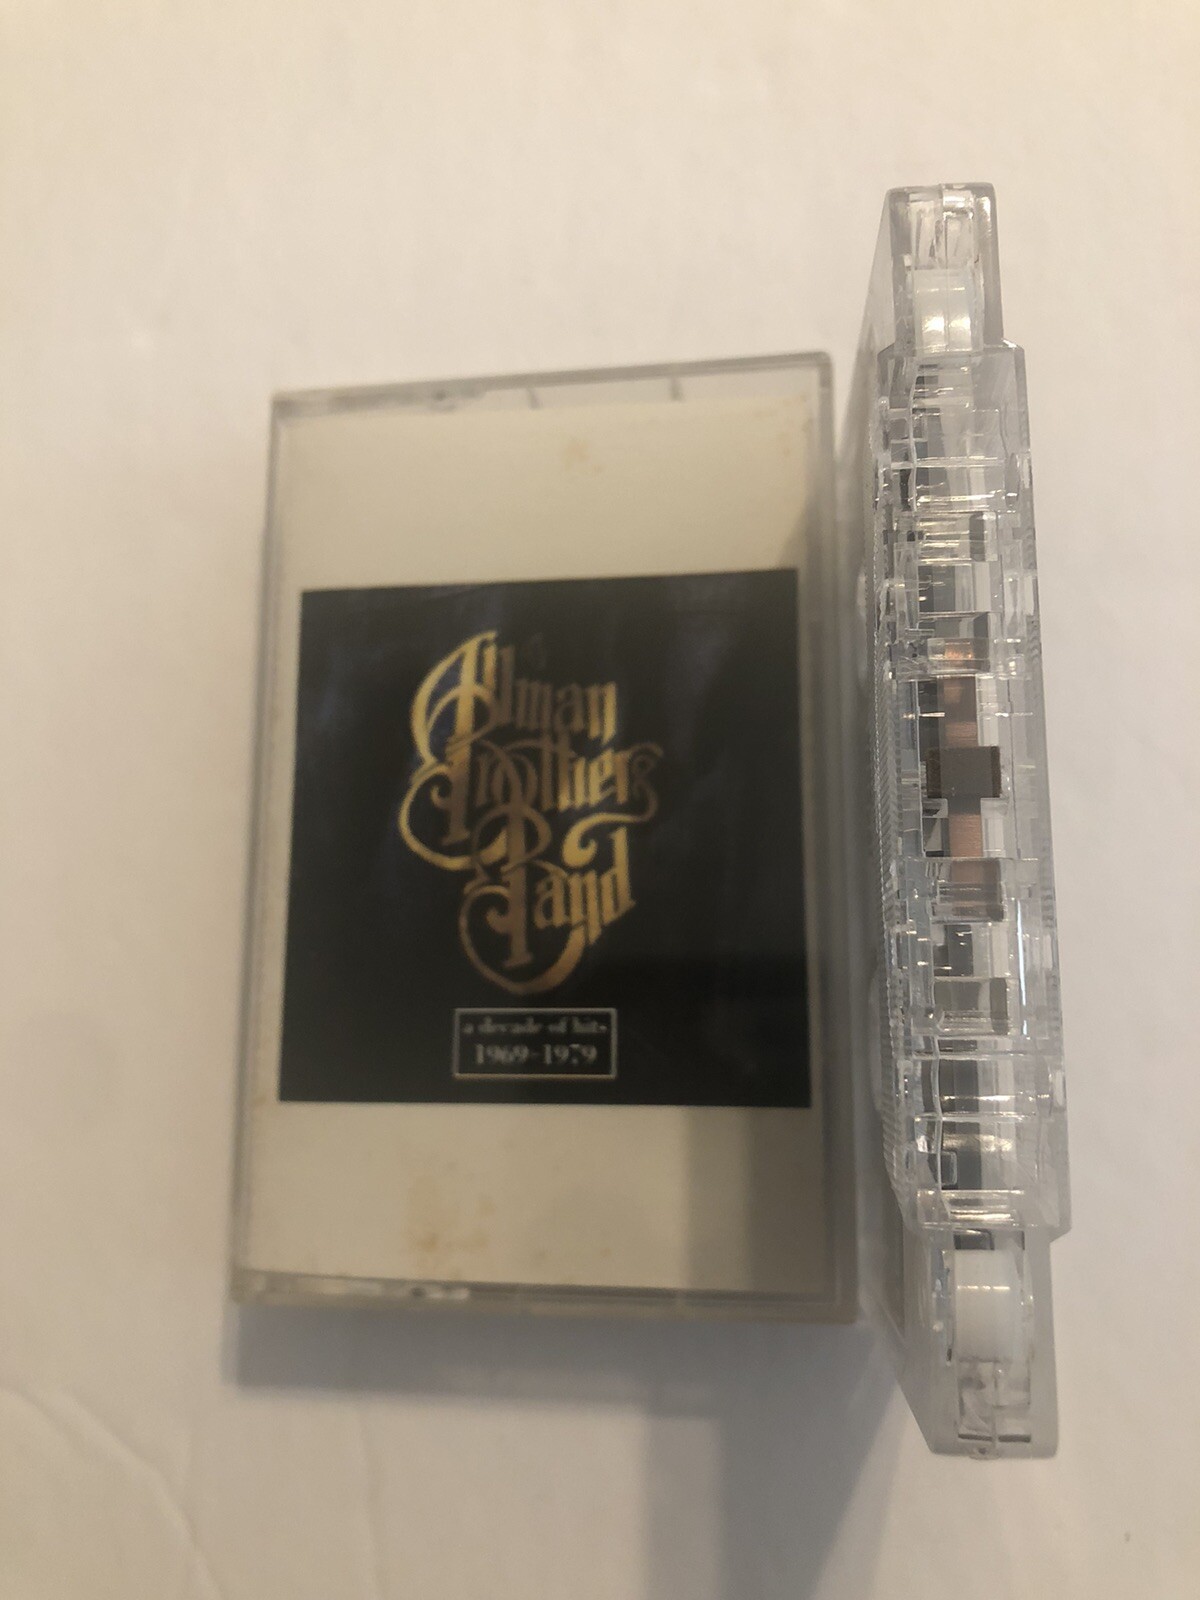 Allman
Brothers
Band
a decade of hits
1969-1979